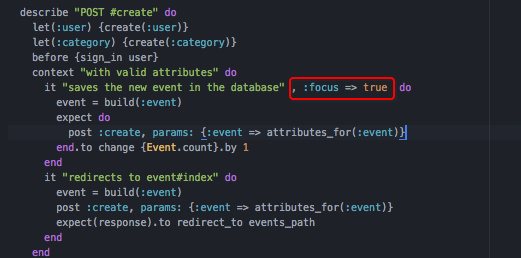 describe "POST #create" do
let(:user) {create(:user)}
let(:category) {create(:category)}
before {sign_in user}
context "with valid attributes" do
it "saves the new event in the database" , :focus => true do
event = build(:event)
expect do
post :create, params: {:event => attributes_for(:event)}
end.to change {Event.count}.by 1
end
it "redirects to event#index" do
event = build(:event)
post :create, params: {:event => attributes_for(:event)}
expect(response).to redirect_to events_path
end
end